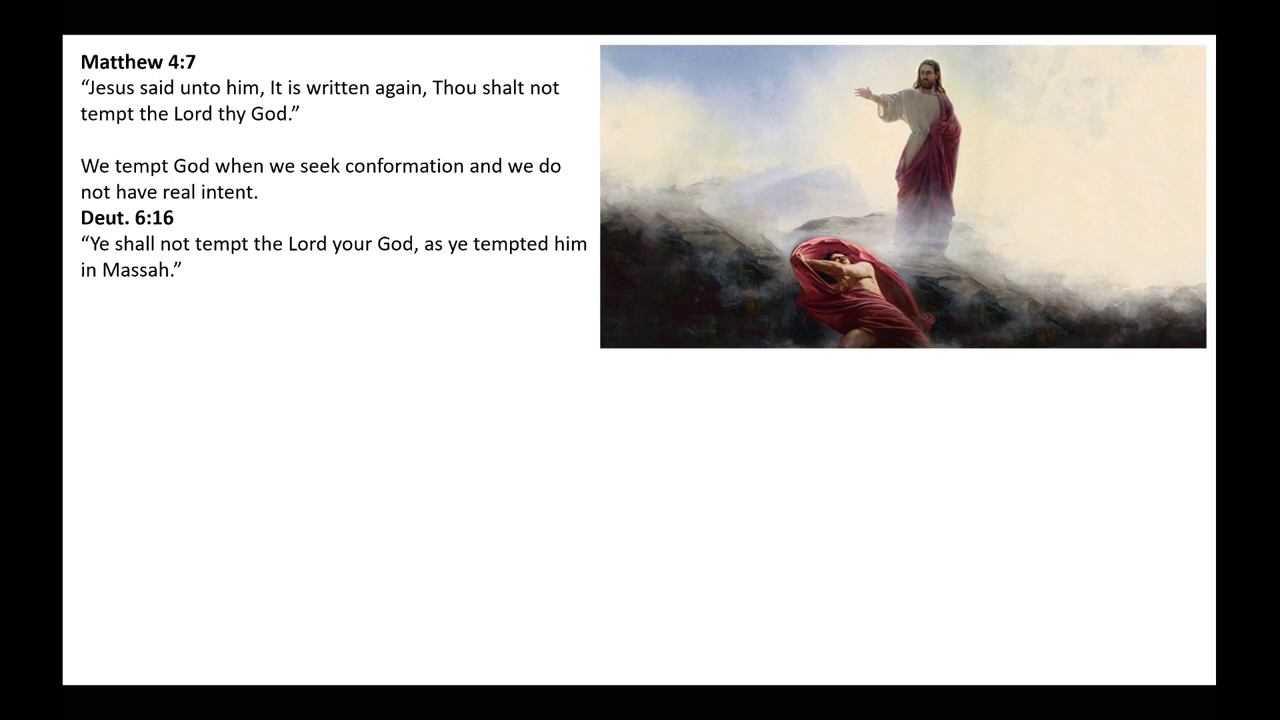 Matthew 4:7
“Jesus said unto him, It is written again, Thou shalt not
tempt the Lord thy God.”
We tempt God when we seek conformation and we do
not have real intent.
Deut. 6:16
“Ye shall not tempt the Lord your God, as ye tempted him
in Massah.”